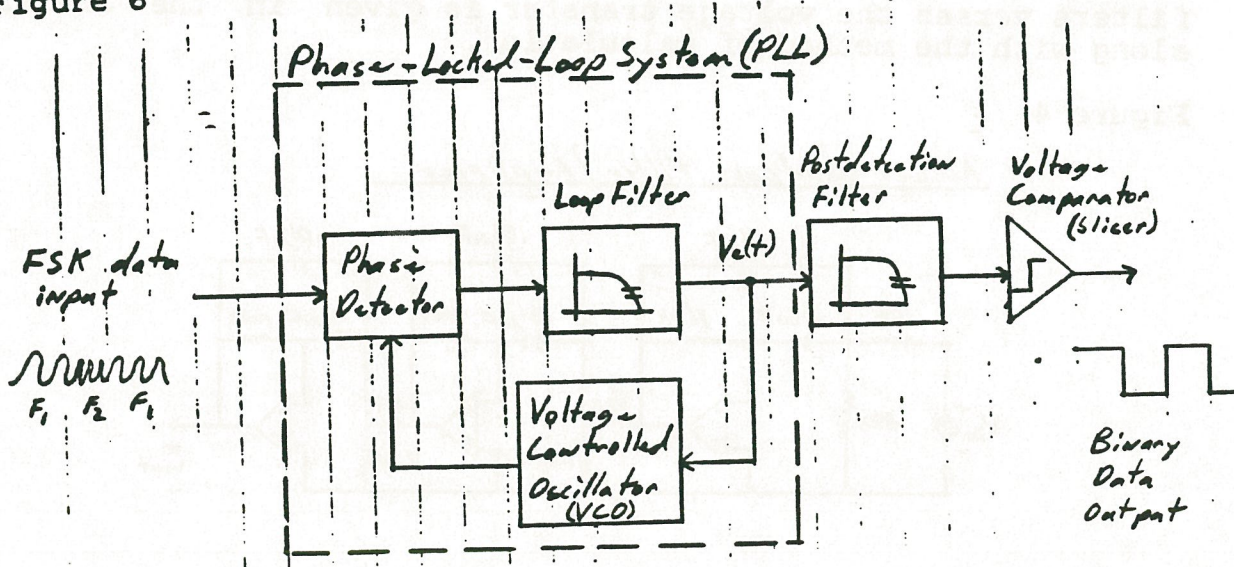 Figure 6
Phase-Locked-Loop System (PLL)
FSK data
input
F1 F2 F1
Phase
Detector
Loop Filter
Vc(t)
Voltage
Controlled
Oscillator
(VCO)
Postdetection
Filter
Voltage
Comparator
(Slicer)
Binary
Data
Output